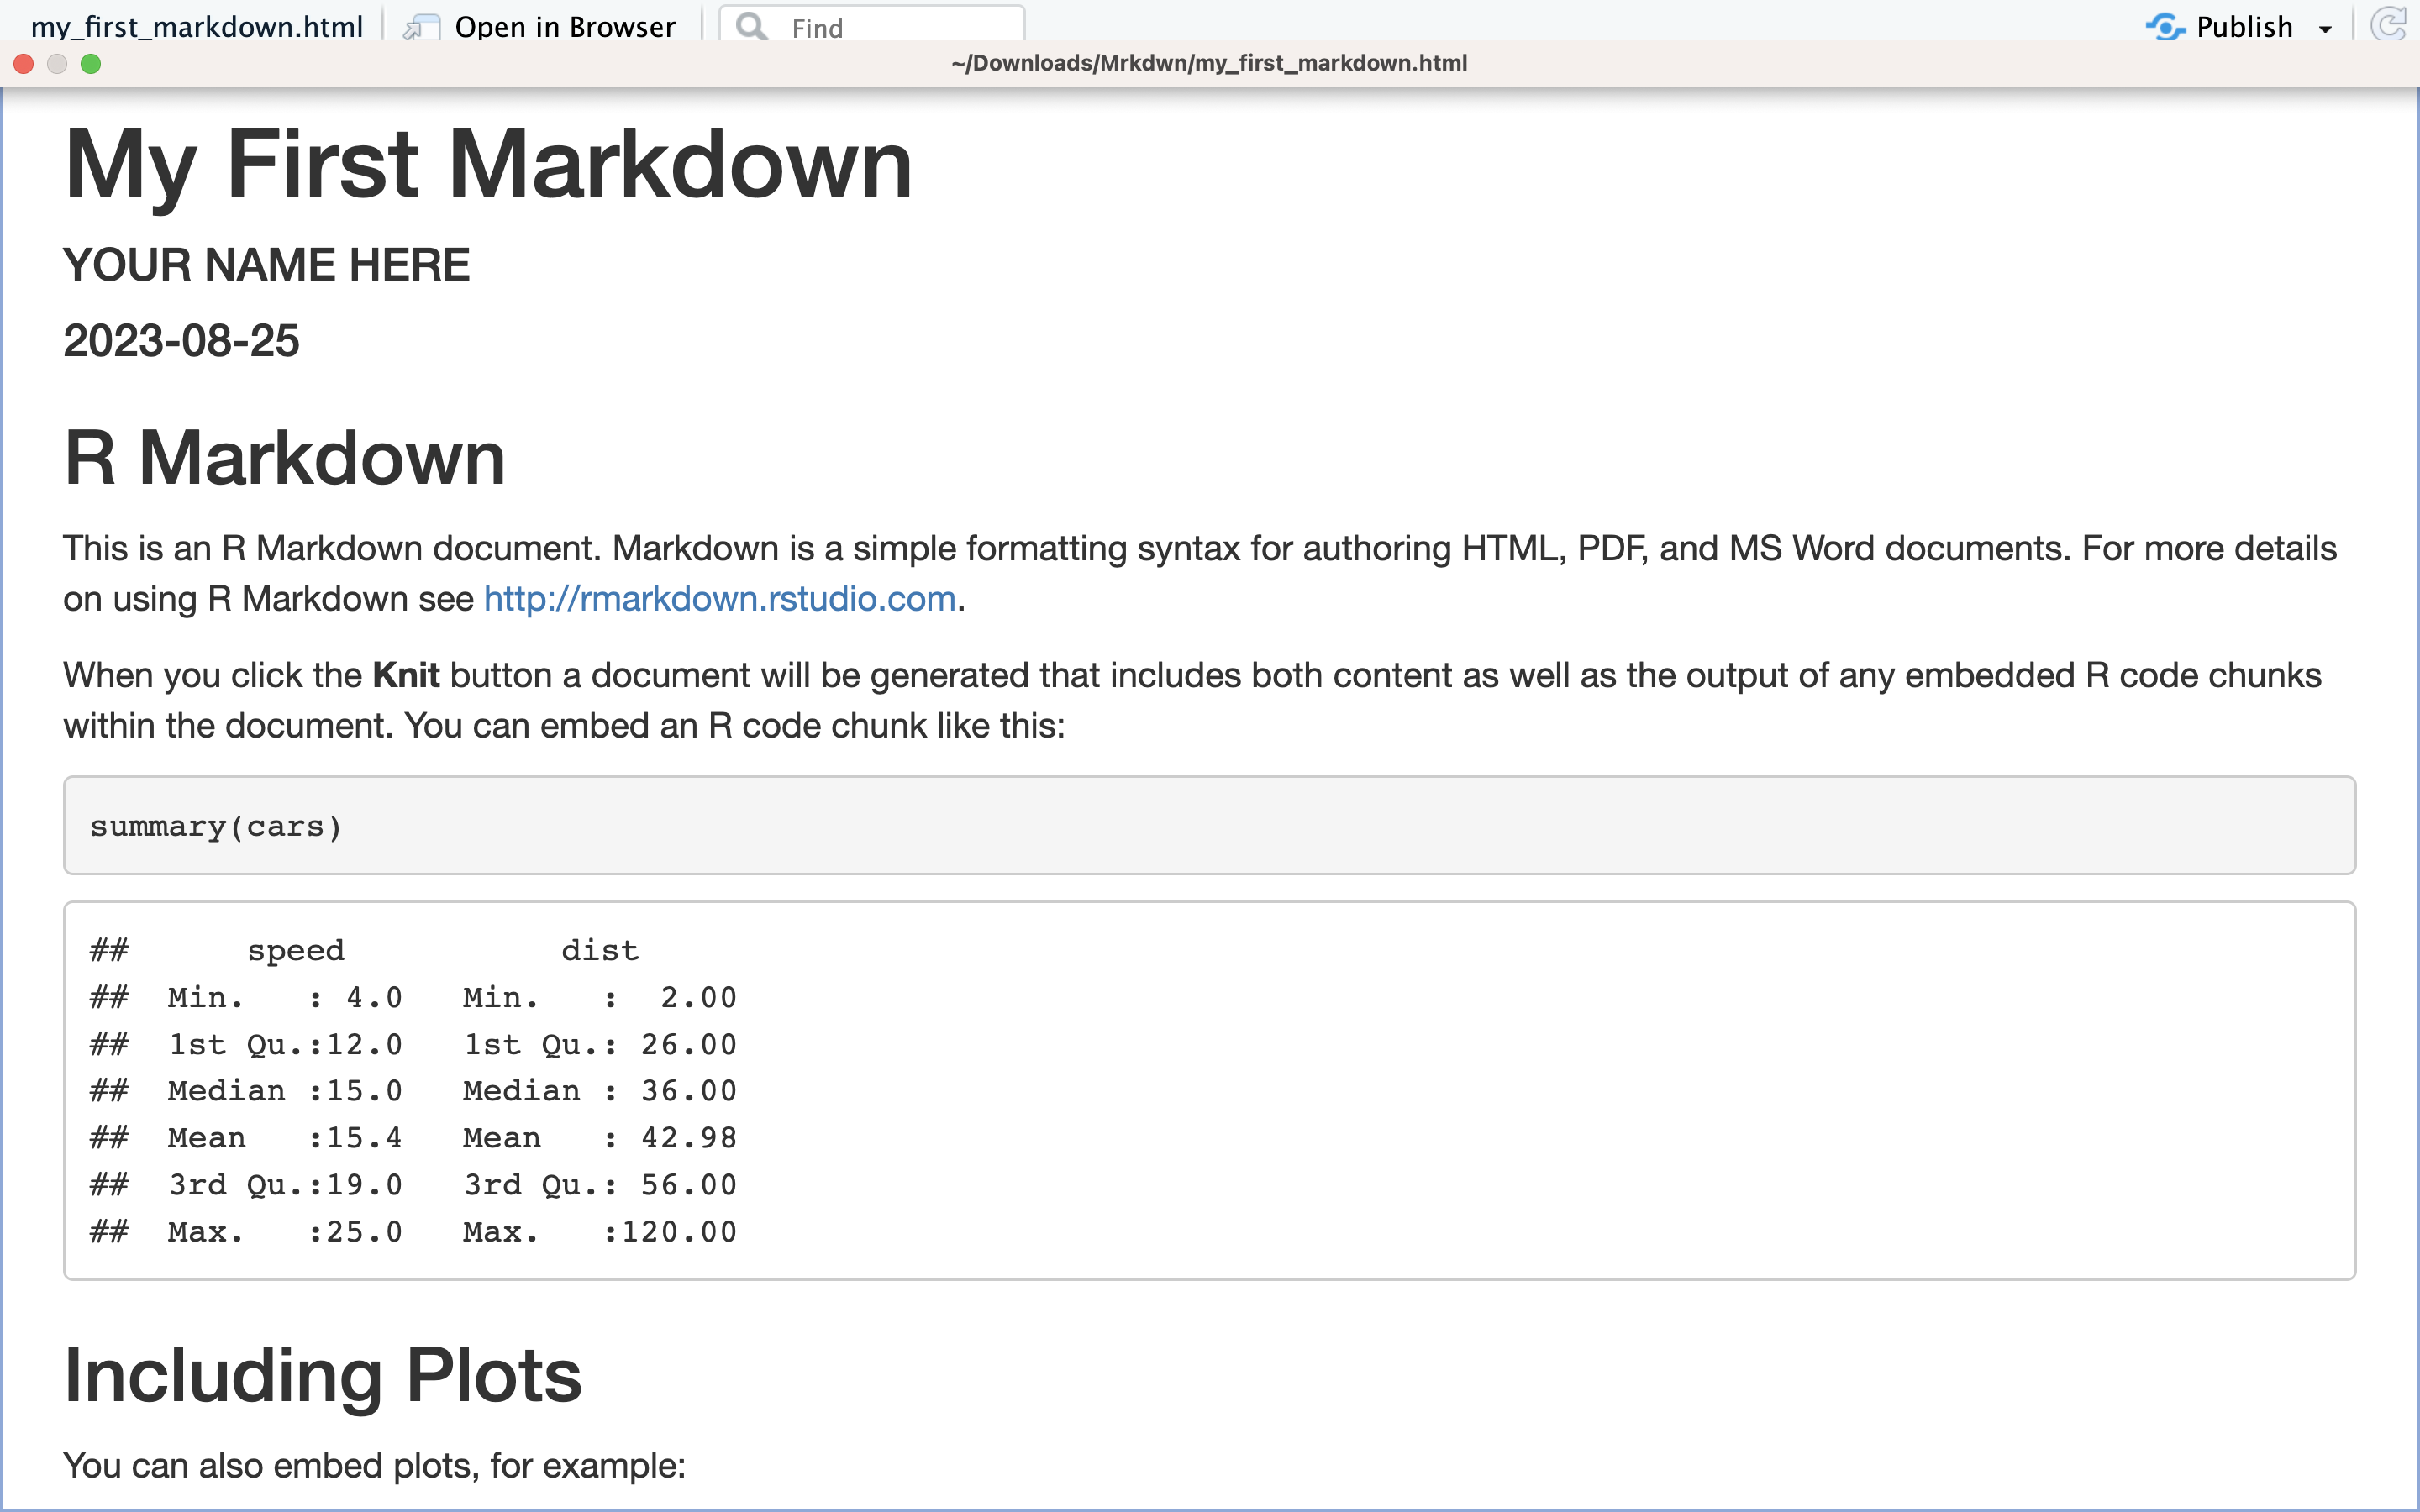 my_first_markdown.html Open in Browser Find Publish
~/Downloads/Mrkdwn/my_first_markdown.html
My First Markdown
YOUR NAME HERE
2023-08-25
R Markdown
This is an R Markdown document. Markdown is a simple formatting syntax for authoring HTML, PDF, and MS Word documents. For more details
on using R Markdown see http://rmarkdown.rstudio.com.
When you click the Knit button a document will be generated that includes both content as well as the output of any embedded R code chunks
within the document. You can embed an R code chunk like this:
summary(cars)
##      speed           dist
##  Min.   : 4.0   Min.   :  2.00
##  1st Qu.:12.0   1st Qu.: 26.00
##  Median :15.0   Median : 36.00
##  Mean   :15.4   Mean   : 42.98
##  3rd Qu.:19.0   3rd Qu.: 56.00
##  Max.   :25.0   Max.   :120.00
Including Plots
You can also embed plots, for example: